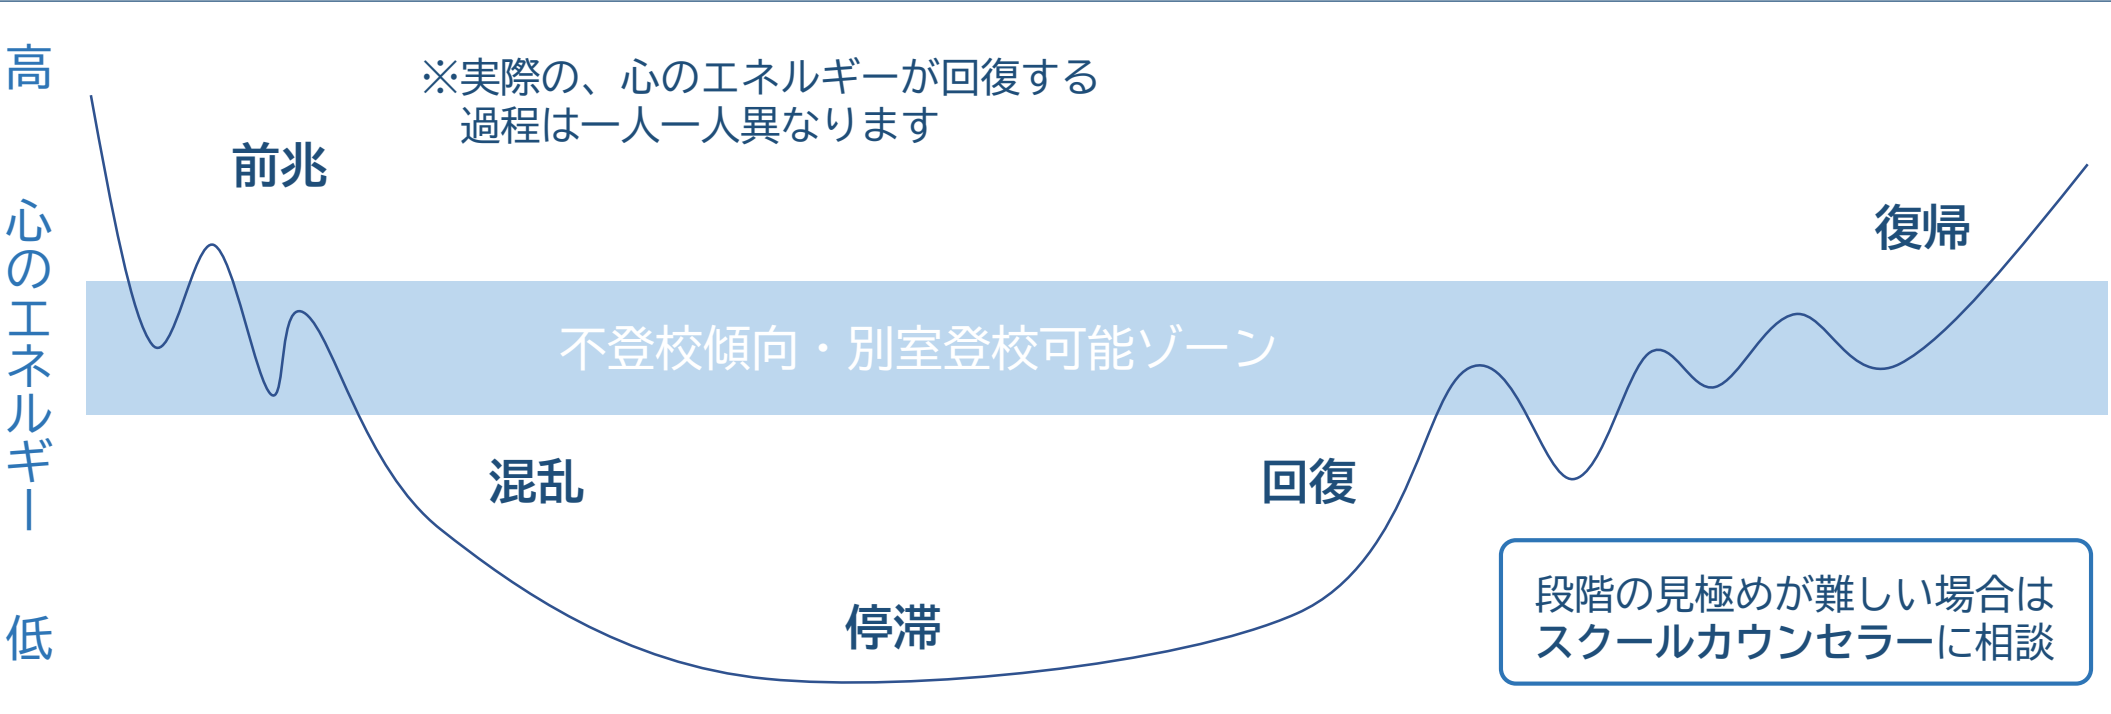 高
心のエネルギー
低
※実際の、心のエネルギーが回復する
過程は一人一人異なります
前兆
復帰
不登校傾向・別室登校可能ゾーン
混乱
回復
停滞
段階の見極めが難しい場合は
スクールカウンセラーに相談